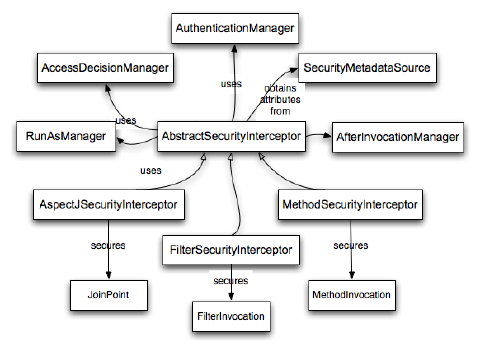 AuthenticationManager
AccessDecisionManager
SecurityMetadataSource
uses
obtains
attributes
from
uses
RunAsManager
AbstractSecurityInterceptor
AfterInvocationManager
uses
AspectJSecurityInterceptor
MethodSecurityInterceptor
secures
FilterSecurityInterceptor
secures
secures
JoinPoint
MethodInvocation
FilterInvocation